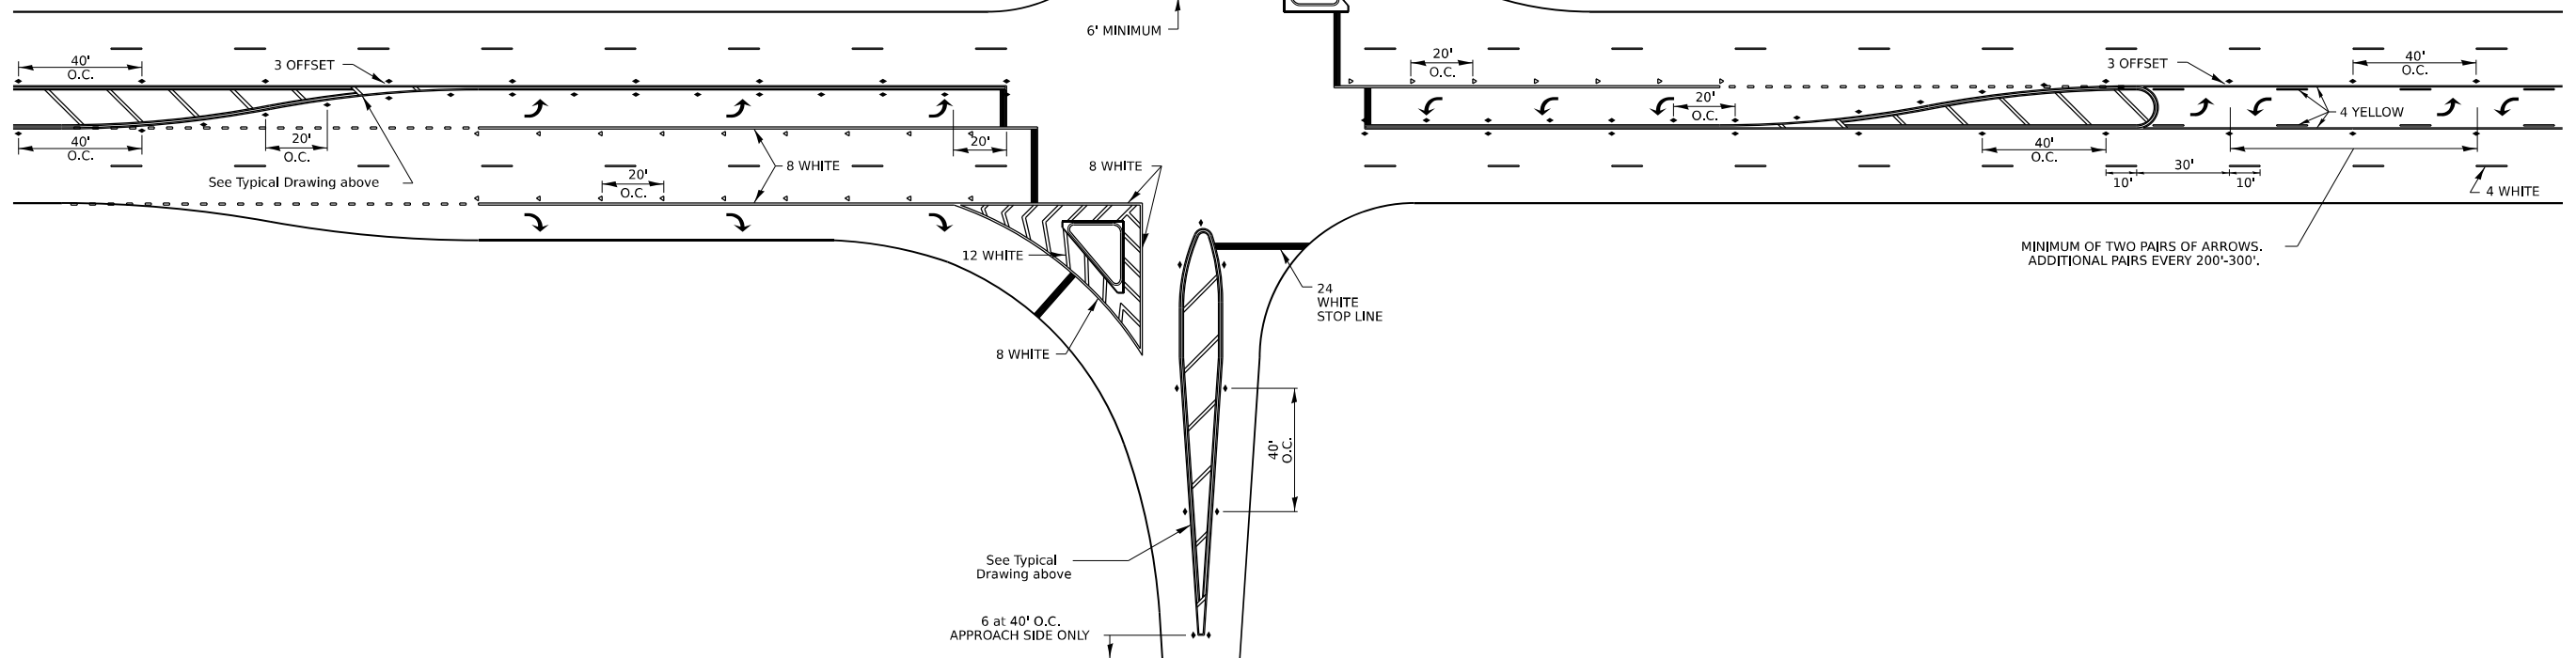 6' MINIMUM
40'
O.C.
3 OFFSET
20'
O.C.
3 OFFSET
40'
O.C.
20'
O.C.
4 YELLOW
40'
O.C.
20'
O.C.
20'
40'
O.C.
See Typical Drawing above
20'
O.C.
8 WHITE
8 WHITE
10'
30'
10'
4 WHITE
12 WHITE
MINIMUM OF TWO PAIRS OF ARROWS.
ADDITIONAL PAIRS EVERY 200'-300'.
24
WHITE
STOP LINE
8 WHITE
40'
O.C.
See Typical
Drawing above
6 at 40' O.C.
APPROACH SIDE ONLY